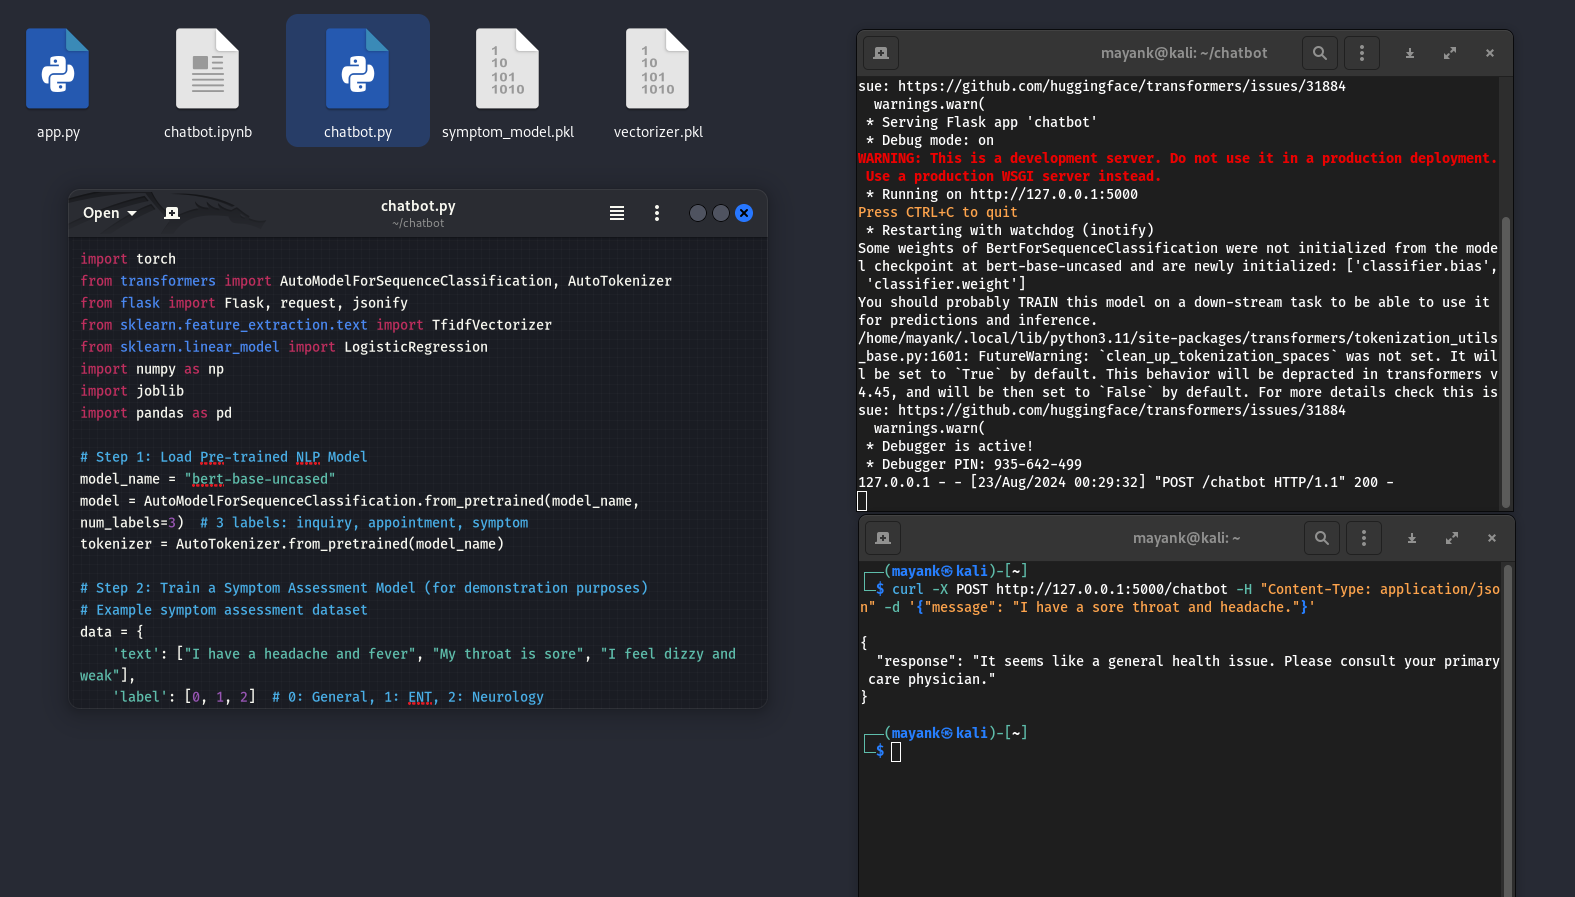 app.py
chatbot.ipynb
chatbot.py
symptom_model.pkl
vectorizer.pkl
1
10
101
1010
1
10
101
1010
Open
chatbot.py
~/chatbot
import torch
from transformers import AutoModelForSequenceClassification, AutoTokenizer
from flask import Flask, request, jsonify
from sklearn.feature_extraction.text import TfidfVectorizer
from sklearn.linear_model import LogisticRegression
import numpy as np
import joblib
import pandas as pd
# Step 1: Load Pre-trained NLP Model
model_name = "bert-base-uncased"
model = AutoModelForSequenceClassification.from_pretrained(model_name,
num_labels=3)  # 3 labels: inquiry, appointment, symptom
tokenizer = AutoTokenizer.from_pretrained(model_name)
# Step 2: Train a Symptom Assessment Model (for demonstration purposes)
# Example symptom assessment dataset
data = {
    'text': ["I have a headache and fever", "My throat is sore", "I feel dizzy and
weak"],
    'label': [0, 1, 2]  # 0: General, 1: ENT, 2: Neurology
mayank@kali: ~/chatbot
sue: https://github.com/huggingface/transformers/issues/31884
  warnings.warn(
 * Serving Flask app 'chatbot'
 * Debug mode: on
WARNING: This is a development server. Do not use it in a production deployment.
 Use a production WSGI server instead.
 * Running on http://127.0.0.1:5000
Press CTRL+C to quit
 * Restarting with watchdog (inotify)
Some weights of BertForSequenceClassification were not initialized from the mode
l checkpoint at bert-base-uncased and are newly initialized: ['classifier.bias',
 'classifier.weight']
You should probably TRAIN this model on a down-stream task to be able to use it
for predictions and inference.
/home/mayank/.local/lib/python3.11/site-packages/transformers/tokenization_utils
_base.py:1601: FutureWarning: `clean_up_tokenization_spaces` was not set. It wil
l be set to `True` by default. This behavior will be depracted in transformers v
4.45, and will be then set to `False` by default. For more details check this is
sue: https://github.com/huggingface/transformers/issues/31884
  warnings.warn(
 * Debugger is active!
 * Debugger PIN: 935-642-499
127.0.0.1 - - [23/Aug/2024 00:29:32] "POST /chatbot HTTP/1.1" 200 -
mayank@kali: ~
┌──(mayank㉿kali)-[~]
└─$ curl -X POST http://127.0.0.1:5000/chatbot -H "Content-Type: application/jso
n" -d '{"message": "I have a sore throat and headache."}'
{
  "response": "It seems like a general health issue. Please consult your primary
 care physician."
}
┌──(mayank㉿kali)-[~]
└─$